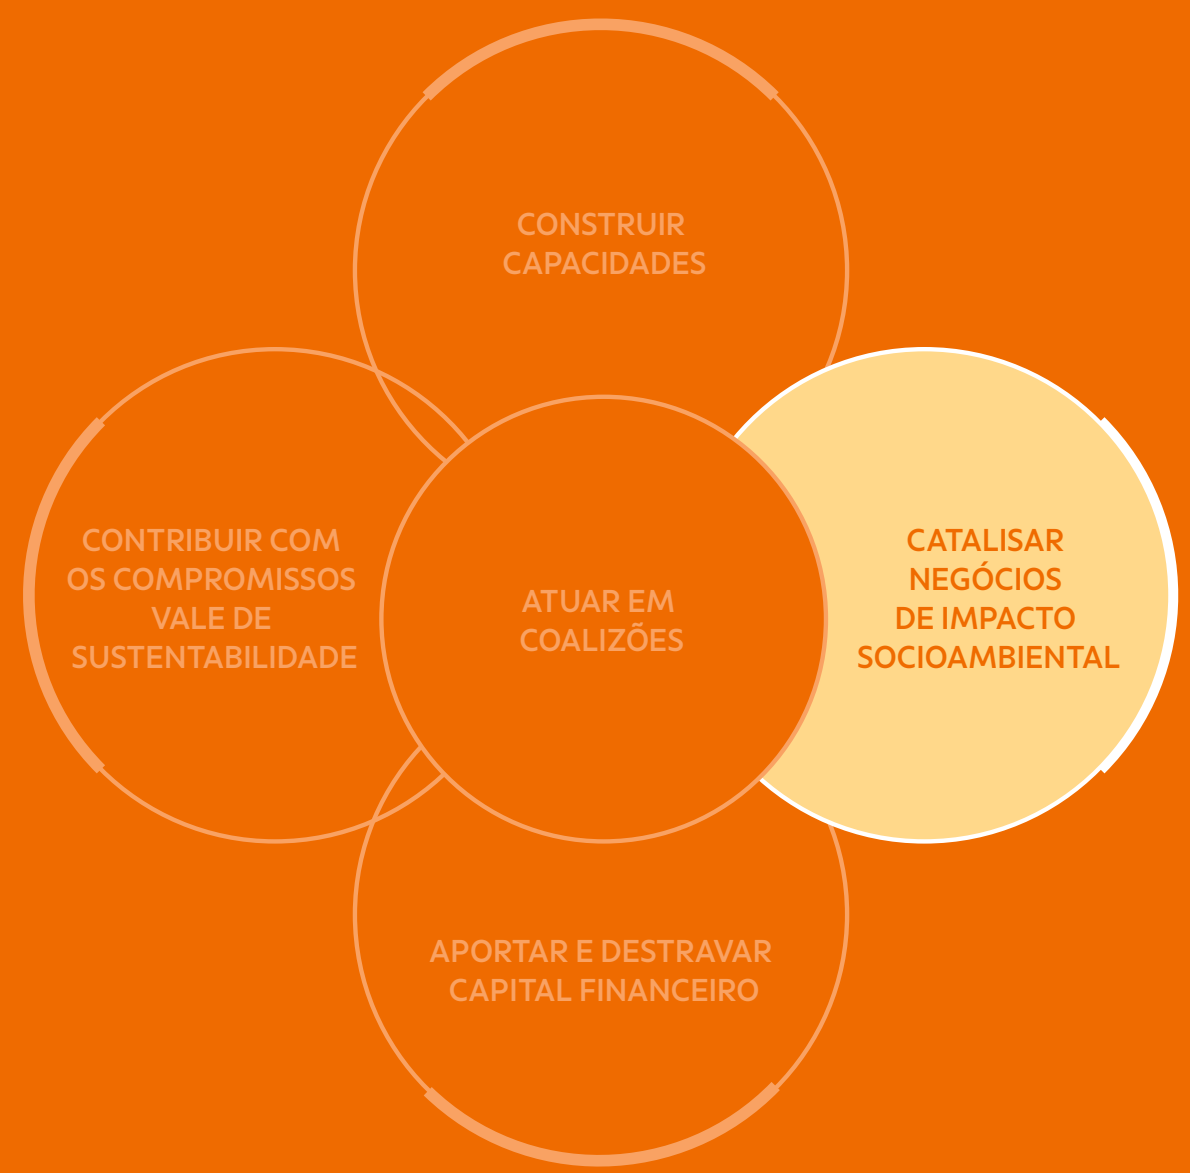 CONSTRUIR
CAPACIDADES
CONTRIBUIR COM
OS COMPROMISSOS
VALE DE
SUSTENTABILIDADE
ATUAR EM
COALIZÕES
CATALISAR
NEGÓCIOS
DE IMPACTO
SOCIOAMBIENTAL
APORTAR E DESTRAVAR
CAPITAL FINANCEIRO